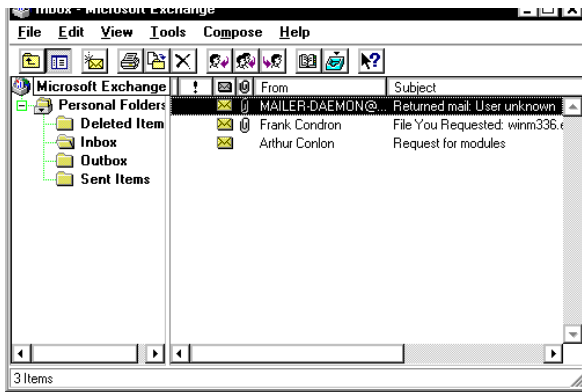 Inbox - Microsoft Exchange
File Edit View Tools Compose Help
Microsoft Exchange ! From Subject
Personal Folders MAILER-DAEMON@... Returned mail: User unknown
Deleted Item Frank Condron File You Requested: winm336.e
Inbox Arthur Conlon Request for modules
Outbox
Sent Items
3 Items